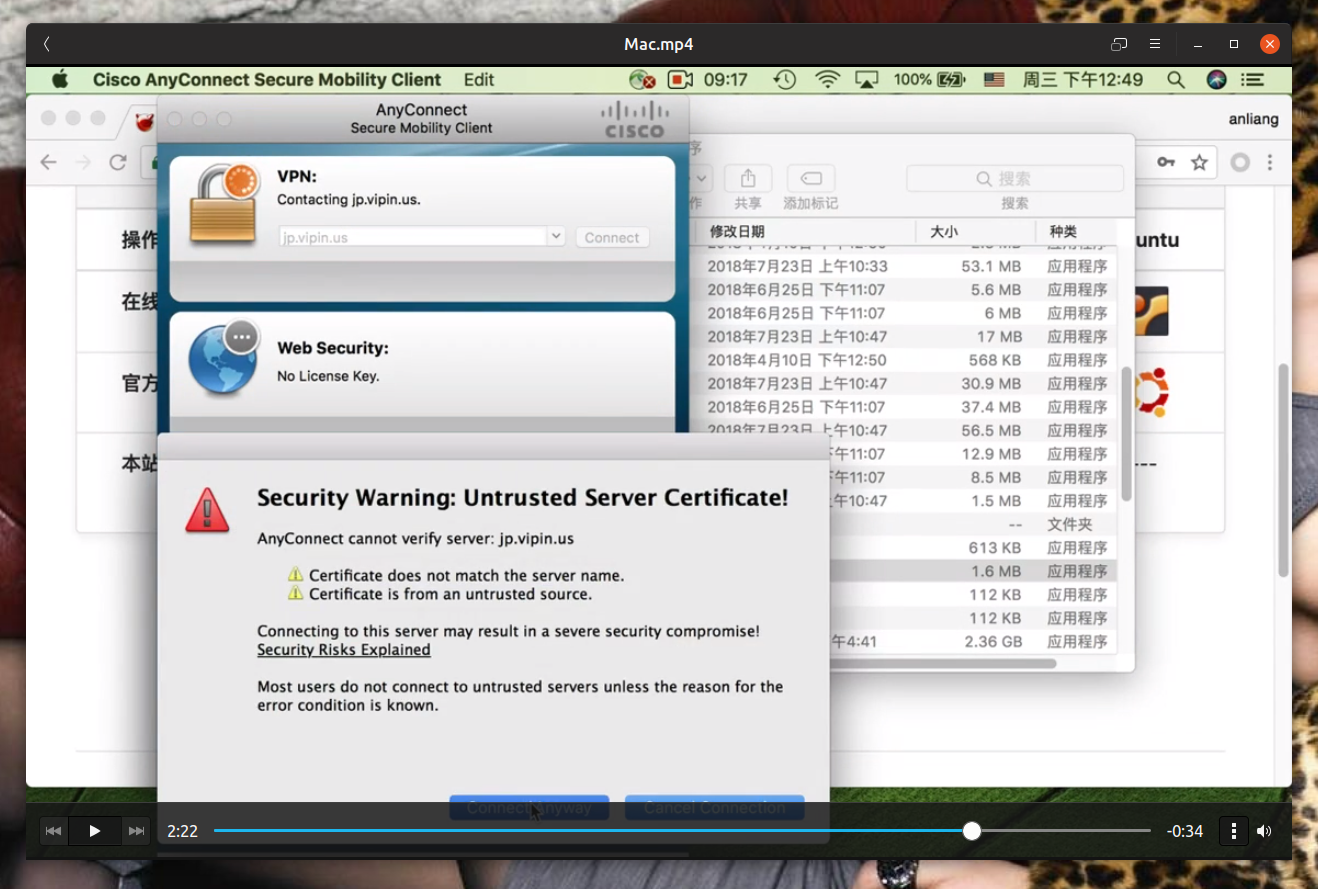 Mac.mp4
Cisco AnyConnect Secure Mobility Client Edit 09:17 100% 周三 下午12:49
AnyConnect
Secure Mobility Client
CISCO
anliang
VPN:
Contacting jp.vipin.us.
jp.vipin.us Connect
序
搜索
作 共享 添加标记 搜索
操作
修改日期 大小 种类
untu
2018年7月23日 上午10:33 53.1 MB 应用程序
2018年6月25日 下午11:07 5.6 MB 应用程序
在线
2018年6月25日 下午11:07 6 MB 应用程序
2018年7月23日 上午10:47 17 MB 应用程序
Web Security:
No License Key.
2018年4月10日 下午12:50 568 KB 应用程序
官方
2018年7月23日 上午10:47 30.9 MB 应用程序
2018年6月25日 下午11:07 37.4 MB 应用程序
2018年7月23日 上午10:47 56.5 MB 应用程序
午11:07 12.9 MB 应用程序
本站
---
午11:07 8.5 MB 应用程序
午10:47 1.5 MB 应用程序
-- 文件夹
613 KB 应用程序
1.6 MB 应用程序
112 KB 应用程序
112 KB 应用程序
午4:41 2.36 GB 应用程序
Security Warning: Untrusted Server Certificate!
AnyConnect cannot verify server: jp.vipin.us
Certificate does not match the server name.
Certificate is from an untrusted source.
Connecting to this server may result in a severe security compromise!
Security Risks Explained
Most users do not connect to untrusted servers unless the reason for the
error condition is known.
Connect Anyway Cancel Connection
2:22 -0:34